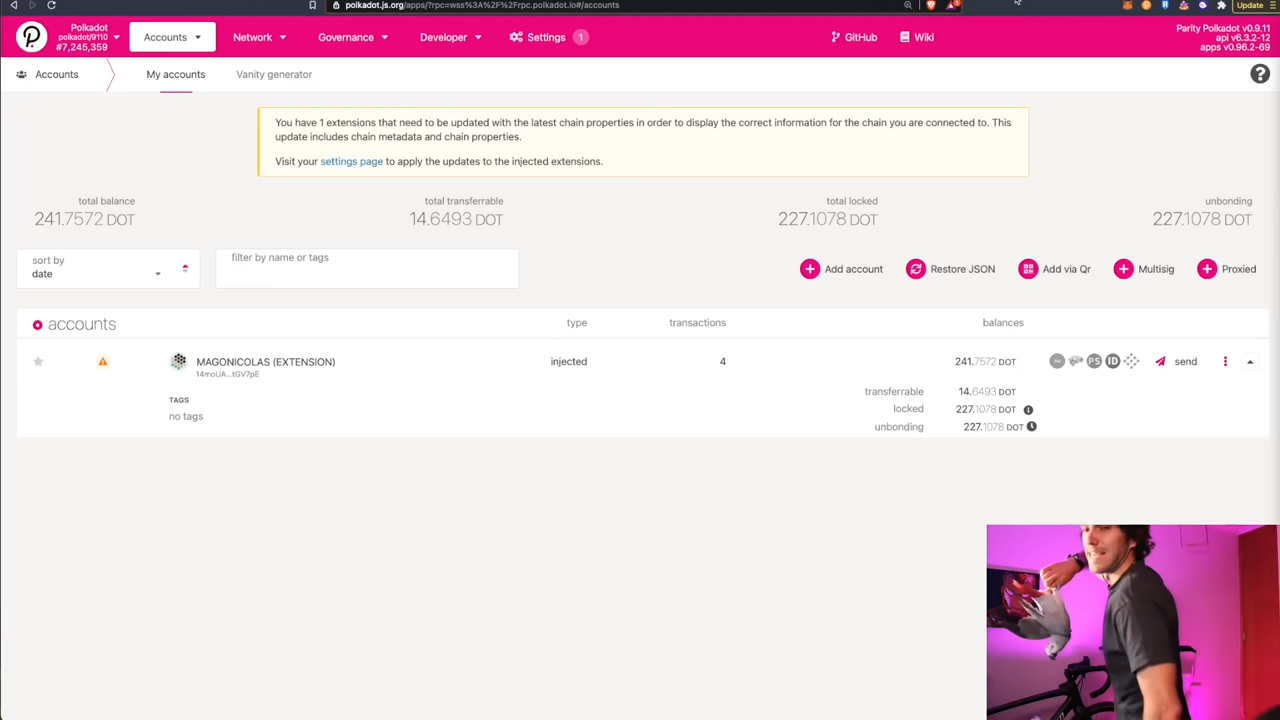 polkadot.js.org/apps/?rpc=wss%3A%2F%2Frpc.polkadot.io#/accounts
Update
Polkadot
polkadot/9110
#7,245,359
Accounts
Network
Governance
Developer
Settings
1
GitHub
Wiki
Parity Polkadot v0.9.11
api v6.3.2-12
apps v0.96.2-69
Accounts
My accounts
Vanity generator
You have 1 extensions that need to be updated with the latest chain properties in order to display the correct information for the chain you are connected to. This
update includes chain metadata and chain properties.
Visit your settings page to apply the updates to the injected extensions.
total balance
241.7572 DOT
total transferrable
14.6493 DOT
total locked
227.1078 DOT
unbonding
227.1078 DOT
sort by
date
filter by name or tags
Add account
Restore JSON
Add via Qr
Multisig
Proxied
accounts
type
transactions
balances
MAGONICOLAS (EXTENSION)
14moUA...tGV7pE
injected
4
241.7572 DOT
PS
ID
send
TAGS
no tags
transferrable
14.6493 DOT
locked
227.1078 DOT
unbonding
227.1078 DOT